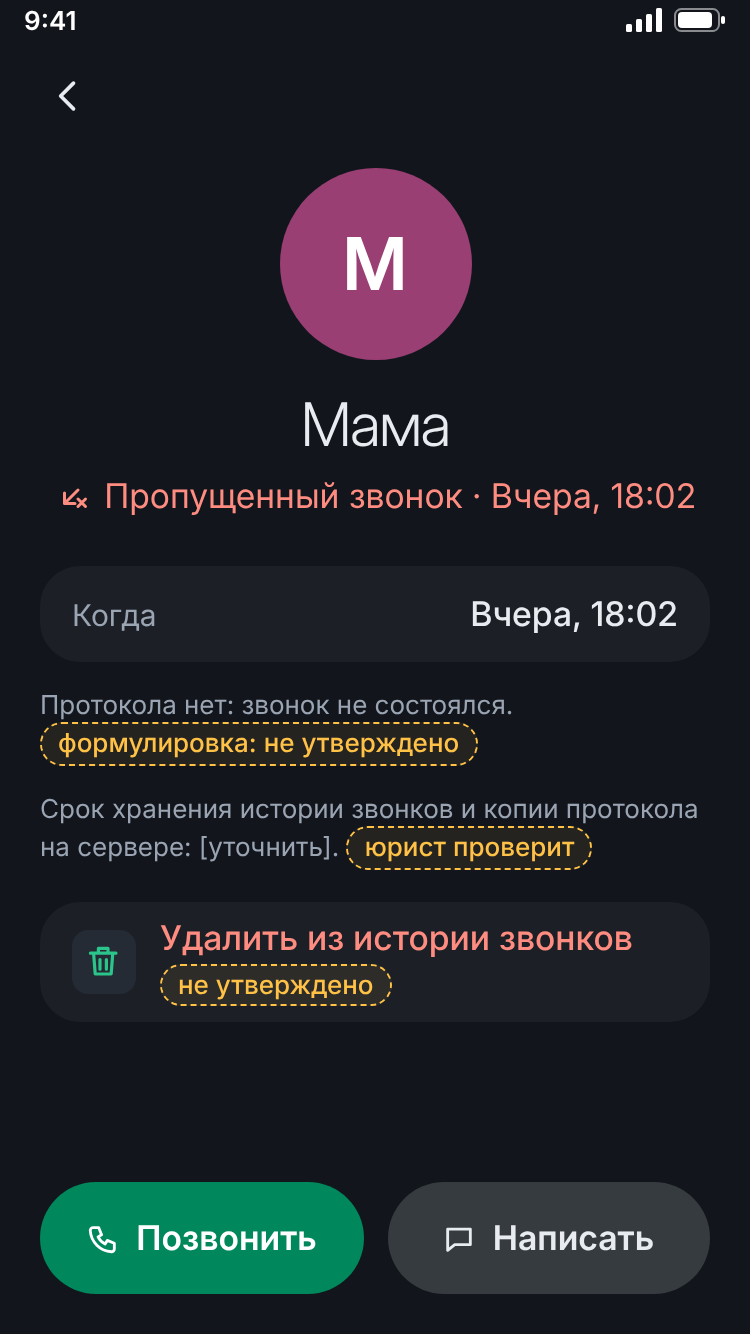 9:41
М
Мама
Пропущенный звонок · Вчера, 18:02
Когда Вчера, 18:02
Протокола нет: звонок не состоялся.
формулировка: не утверждено
Срок хранения истории звонков и копии протокола
на сервере: [уточнить]. юрист проверит
Удалить из истории звонков
не утверждено
Позвонить Написать